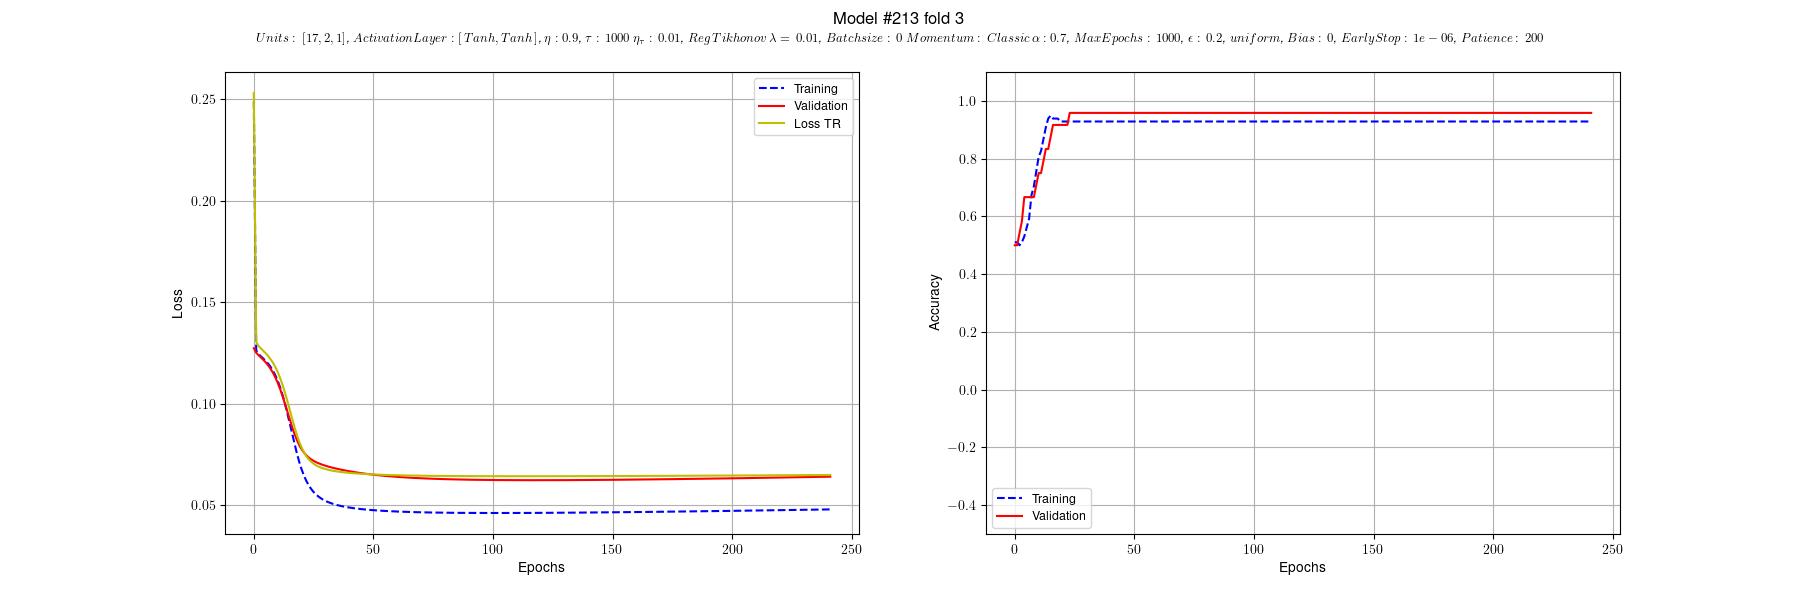 Model #213 fold 3
Units : [17, 2, 1], ActivationLayer : [Tanh, Tanh], η : 0.9, τ : 1000 ητ : 0.01, RegTikhonov λ = 0.01, Batchsize : 0 Momentum : Classic α : 0.7, MaxEpochs : 1000, ϵ : 0.2, uniform, Bias : 0, EarlyStop : 1e − 06, Patience : 200
Loss
0.25
0.20
0.15
0.10
0.05
0 50 100 150 200 250
Epochs
Training
Validation
Loss TR
Accuracy
1.0
0.8
0.6
0.4
0.2
0.0
−0.2
−0.4
0 50 100 150 200 250
Epochs
Training
Validation